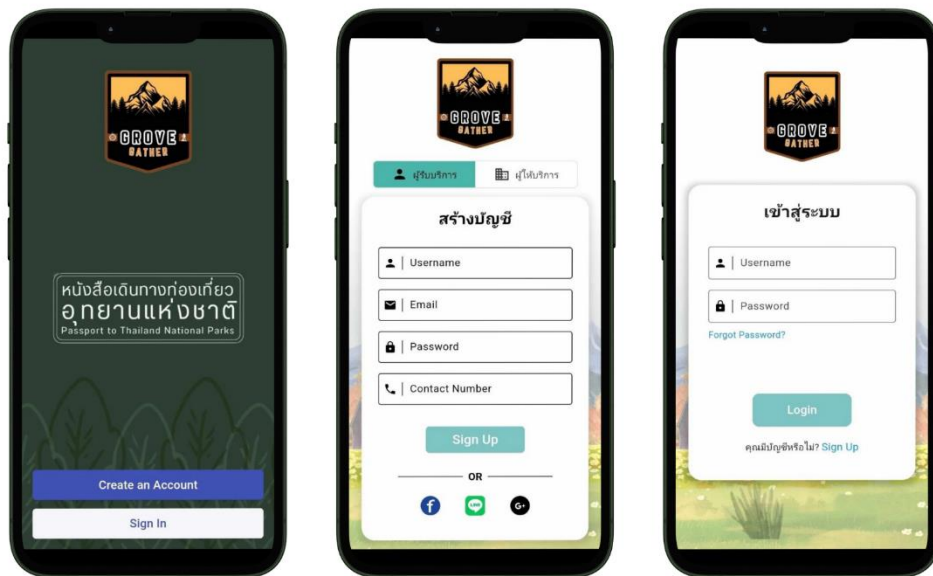 GROVE
GATHER
หนังสือเดินทางท่องเที่ยว
อุทยานแห่งชาติ
Passport to Thailand National Parks
Create an Account
Sign In
GROVE
GATHER
ผู้รับบริการ
ผู้ให้บริการ
สร้างบัญชี
Username
Email
Password
Contact Number
Sign Up
OR
f
LINE
G+
GROVE
GATHER
เข้าสู่ระบบ
Username
Password
Forgot Password?
Login
คุณมีบัญชีหรือไม่? Sign Up